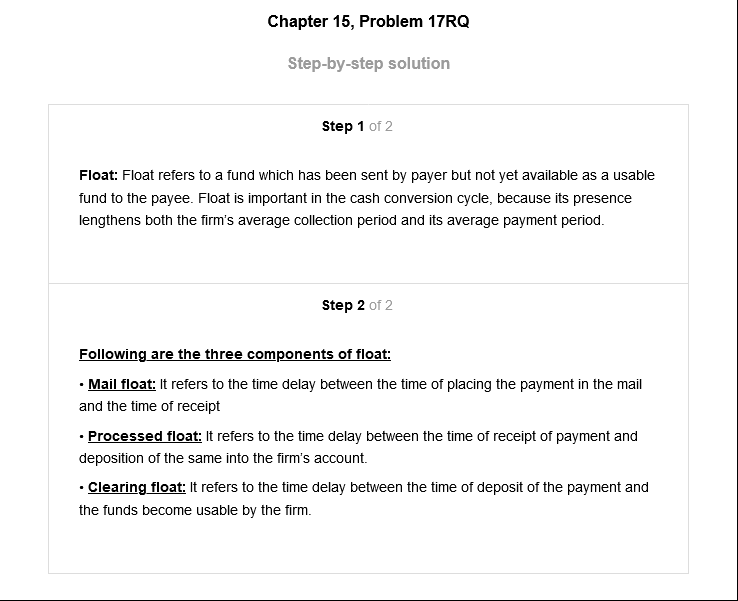 Chapter 15, Problem 17RQ
Step-by-step solution
Step 1 of 2
Float: Float refers to a fund which has been sent by payer but not yet available as a usable
fund to the payee. Float is important in the cash conversion cycle, because its presence
lengthens both the firm's average collection period and its average payment period.
Step 2 of 2
Following are the three components of float:
• Mail float: It refers to the time delay between the time of placing the payment in the mail
and the time of receipt
• Processed float: It refers to the time delay between the time of receipt of payment and
deposition of the same into the firm's account.
• Clearing float: It refers to the time delay between the time of deposit of the payment and
the funds become usable by the firm.